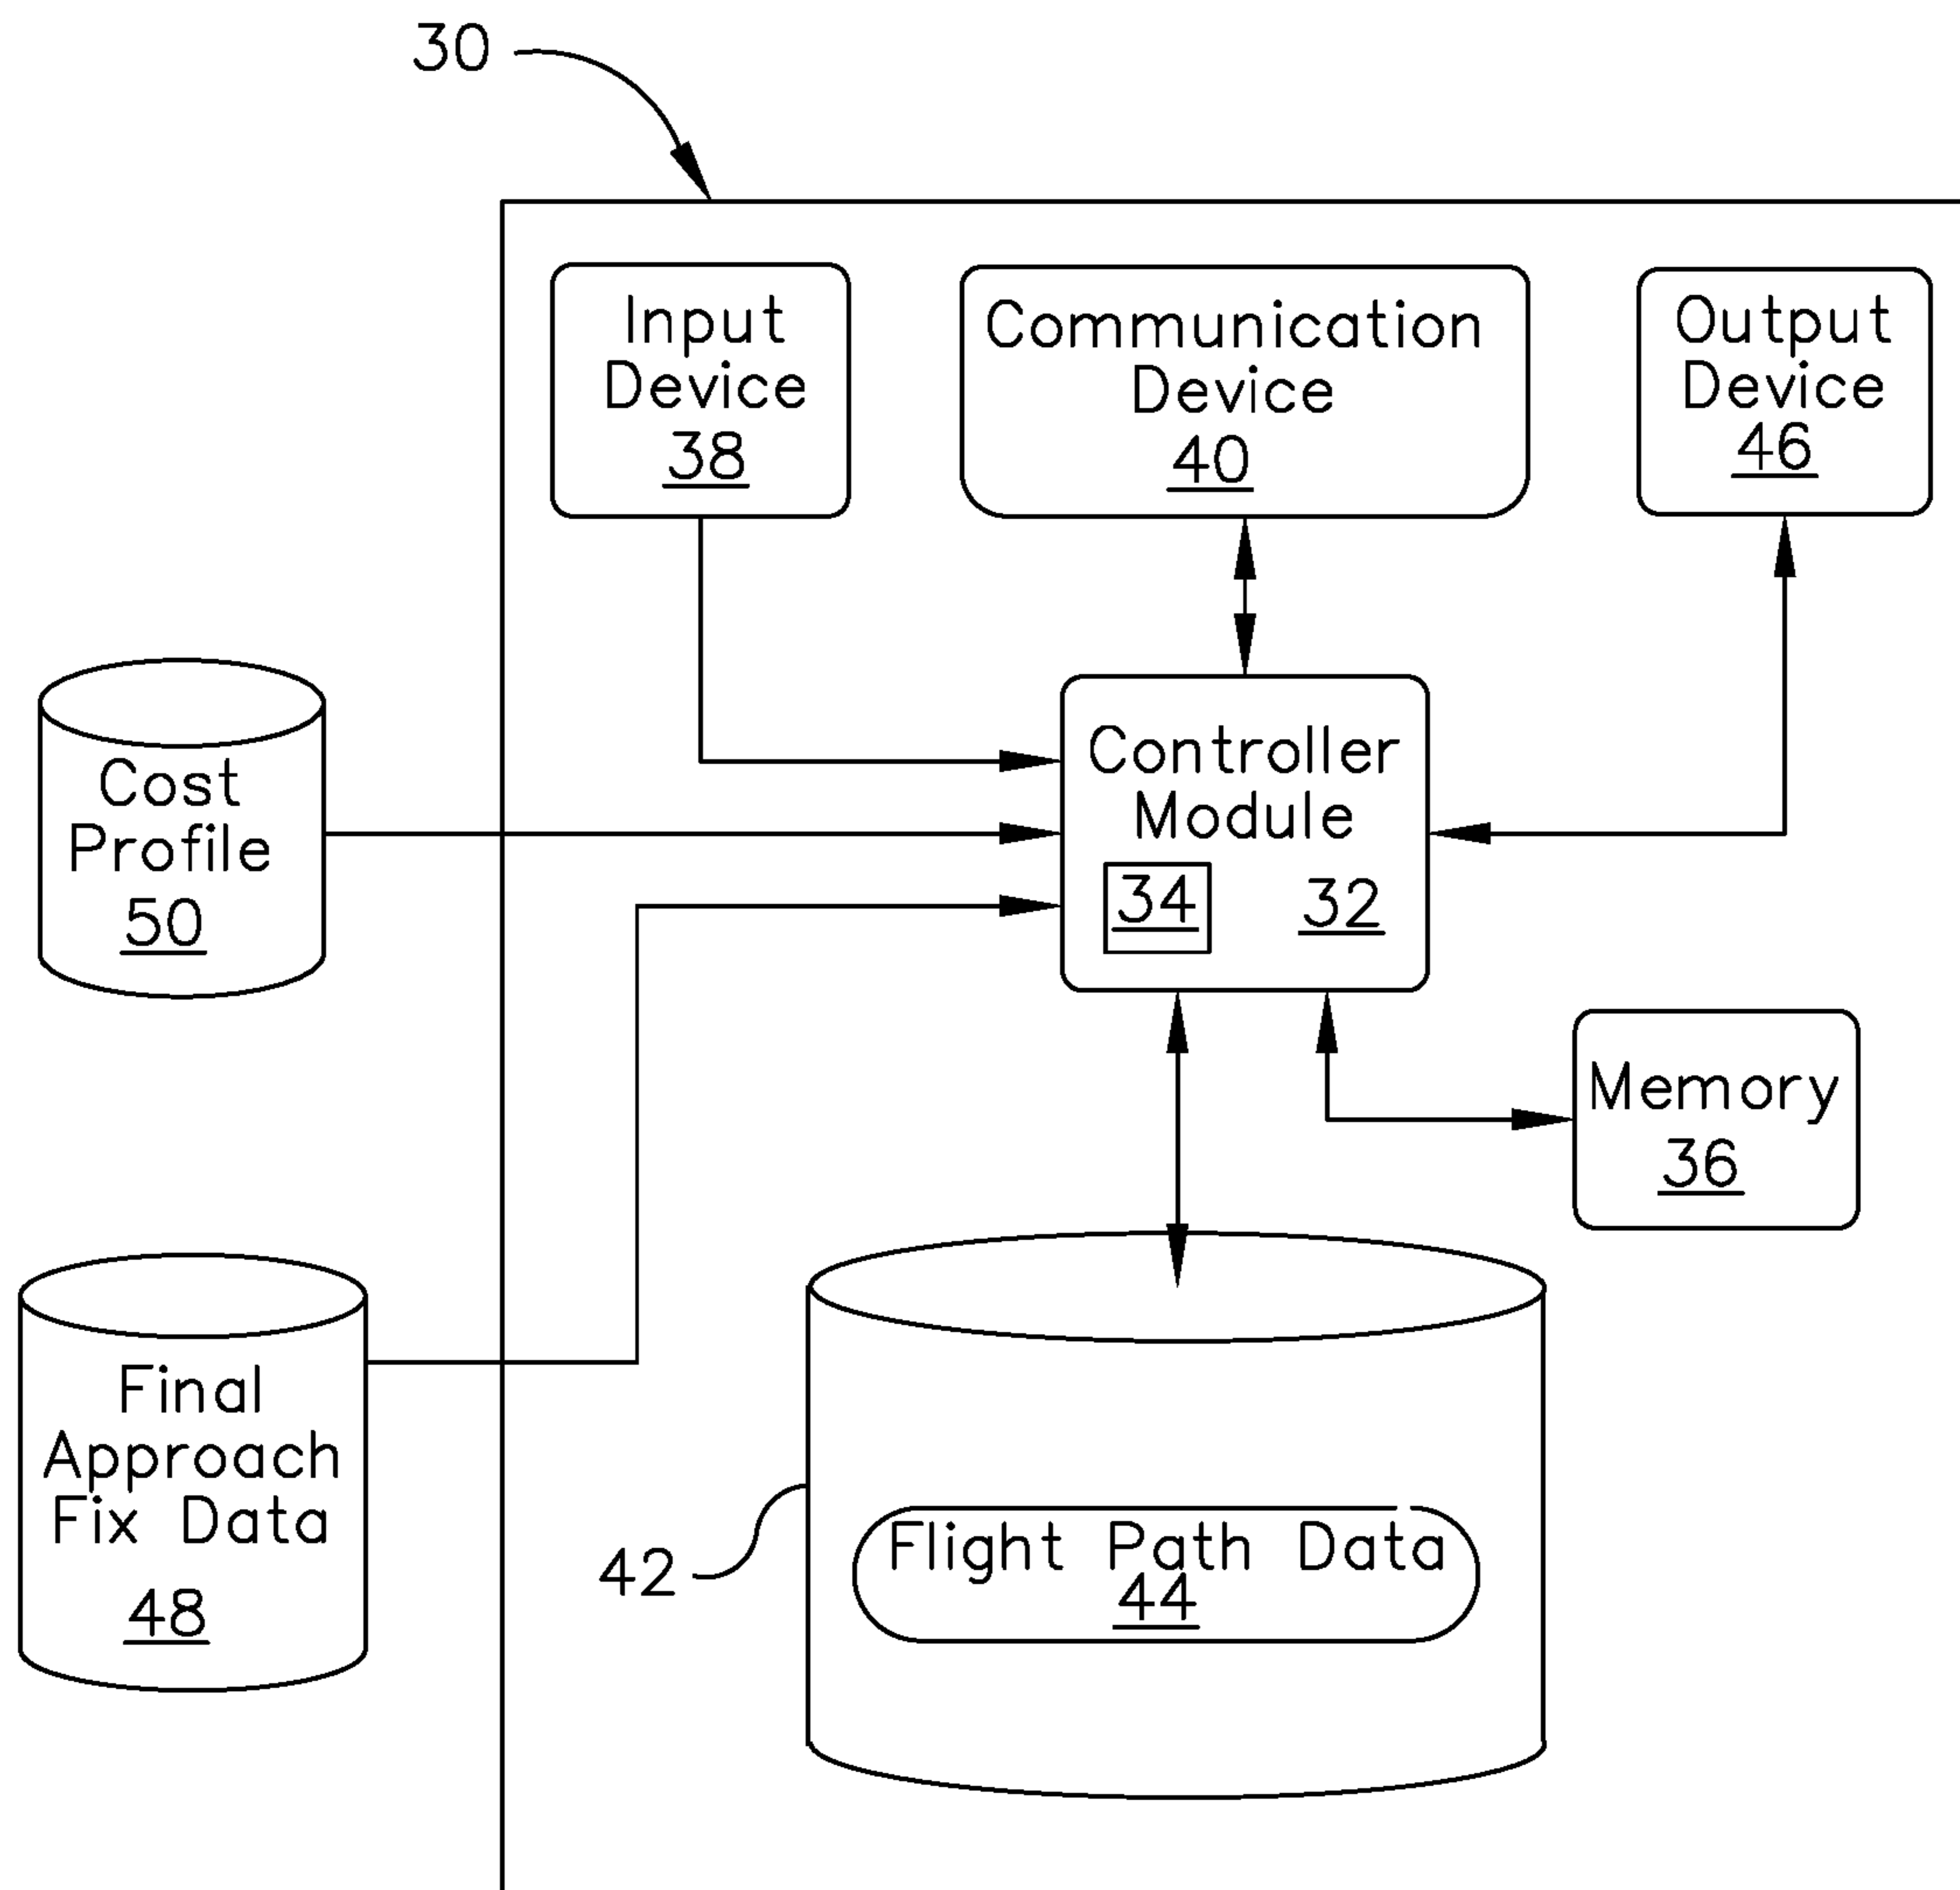 30
Input
Device
38
Communication
Device
40
Output
Device
46
Cost
Profile
50
Controller
Module
34 32
Memory
36
Final
Approach
Fix Data
48
42
Flight Path Data
44